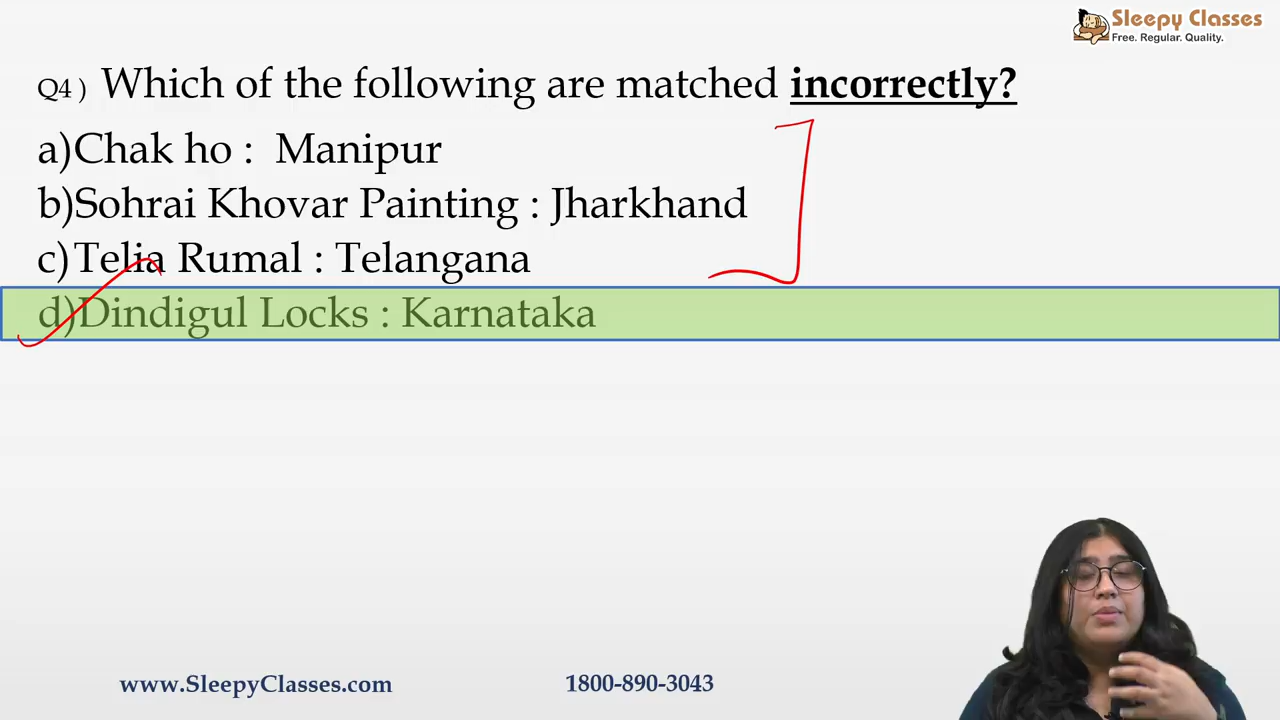 Sleepy Classes
Free. Regular. Quality.
Q4 ) Which of the following are matched incorrectly?
a)Chak ho : Manipur
b)Sohrai Khovar Painting : Jharkhand
c)Telia Rumal : Telangana
d)Dindigul Locks : Karnataka
www.SleepyClasses.com
1800-890-3043